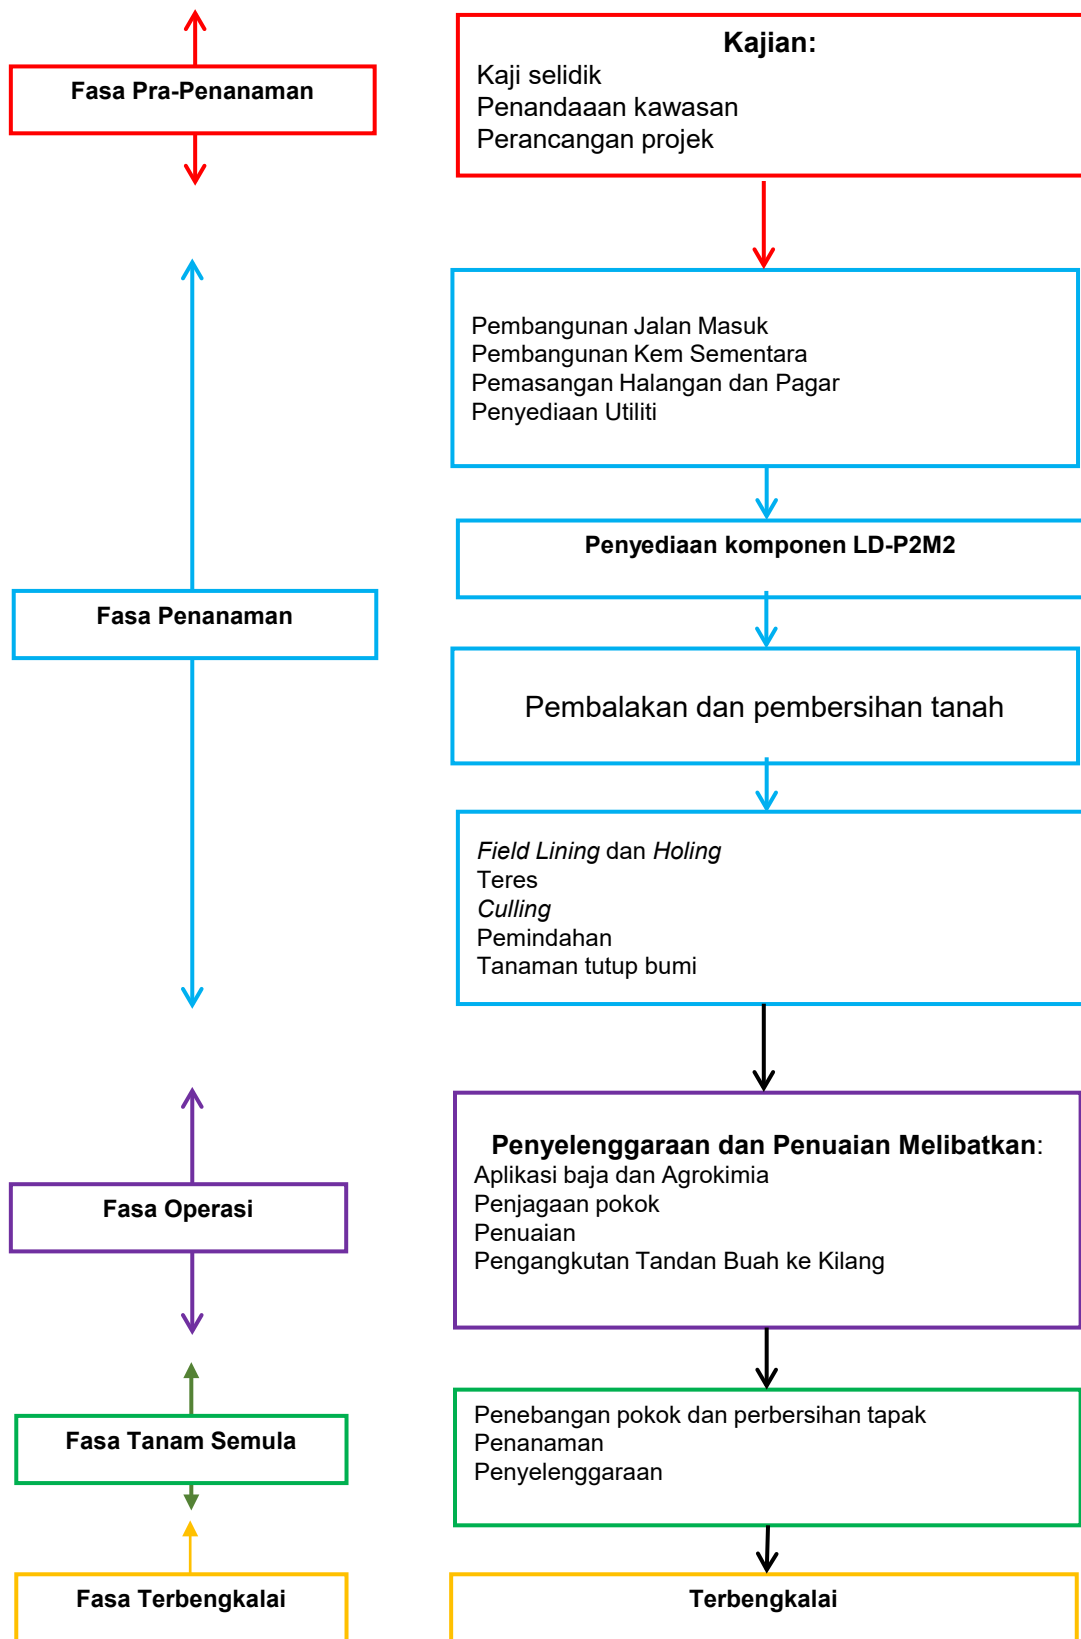 Fasa Pra-Penanaman
Kajian:
Kaji selidik
Penandaaan kawasan
Perancangan projek
Pembangunan Jalan Masuk
Pembangunan Kem Sementara
Pemasangan Halangan dan Pagar
Penyediaan Utiliti
Penyediaan komponen LD-P2M2
Fasa Penanaman
Pembalakan dan pembersihan tanah
Field Lining dan Holing
Teres
Culling
Pemindahan
Tanaman tutup bumi
Penyelenggaraan dan Penuaian Melibatkan:
Aplikasi baja dan Agrokimia
Penjagaan pokok
Penuaian
Pengangkutan Tandan Buah ke Kilang
Fasa Operasi
Penebangan pokok dan perbersihan tapak
Penanaman
Penyelenggaraan
Fasa Tanam Semula
Fasa Terbengkalai
Terbengkalai